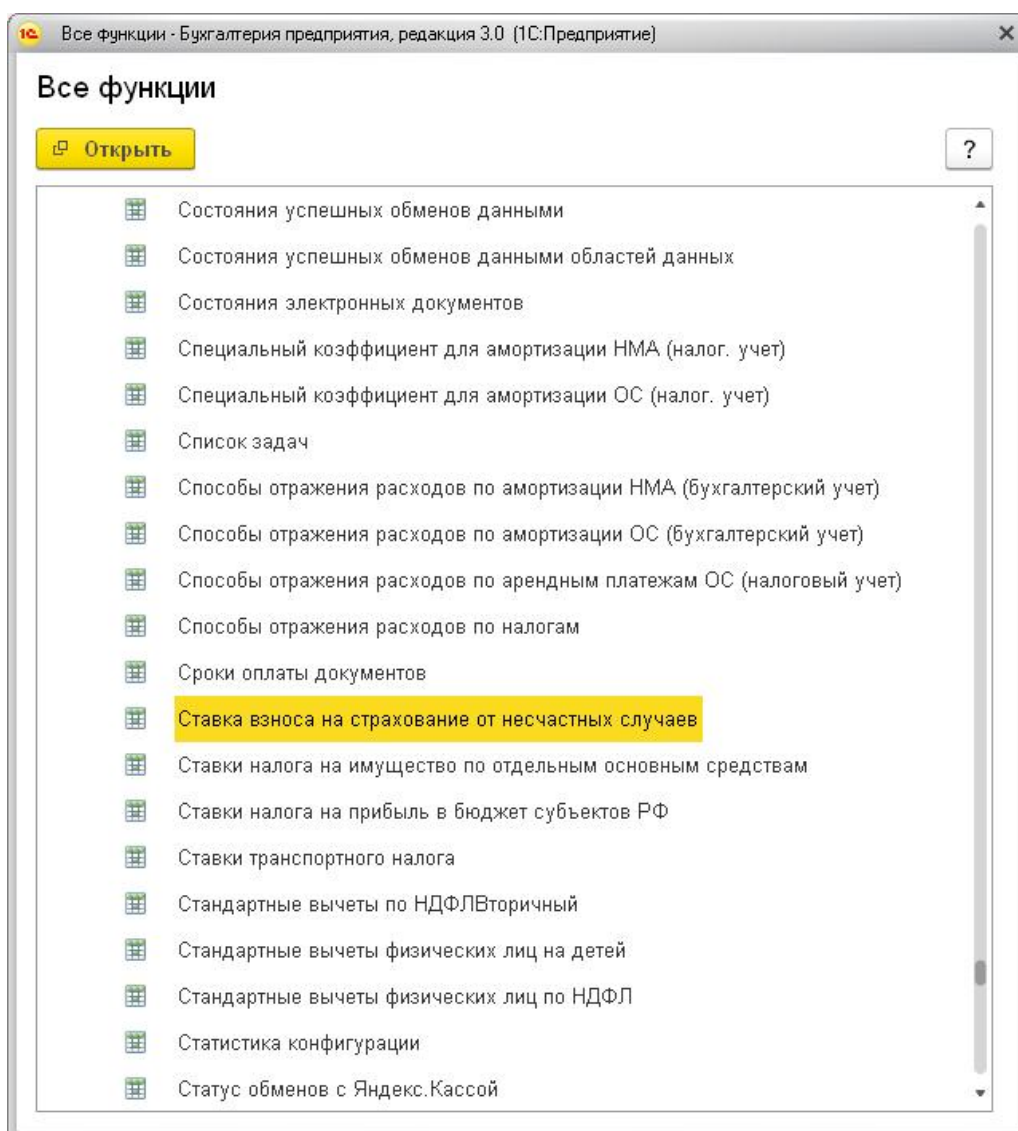 1С Все функции - Бухгалтерия предприятия, редакция 3.0 (1С:Предприятие)
Все функции
Открыть ?
Состояния успешных обменов данными
Состояния успешных обменов данными областей данных
Состояния электронных документов
Специальный коэффициент для амортизации НМА (налог. учет)
Специальный коэффициент для амортизации ОС (налог. учет)
Список задач
Способы отражения расходов по амортизации НМА (бухгалтерский учет)
Способы отражения расходов по амортизации ОС (бухгалтерский учет)
Способы отражения расходов по арендным платежам ОС (налоговый учет)
Способы отражения расходов по налогам
Сроки оплаты документов
Ставка взноса на страхование от несчастных случаев
Ставки налога на имущество по отдельным основным средствам
Ставки налога на прибыль в бюджет субъектов РФ
Ставки транспортного налога
Стандартные вычеты по НДФЛВторичный
Стандартные вычеты физических лиц на детей
Стандартные вычеты физических лиц по НДФЛ
Статистика конфигурации
Статус обменов с Яндекс.Кассой